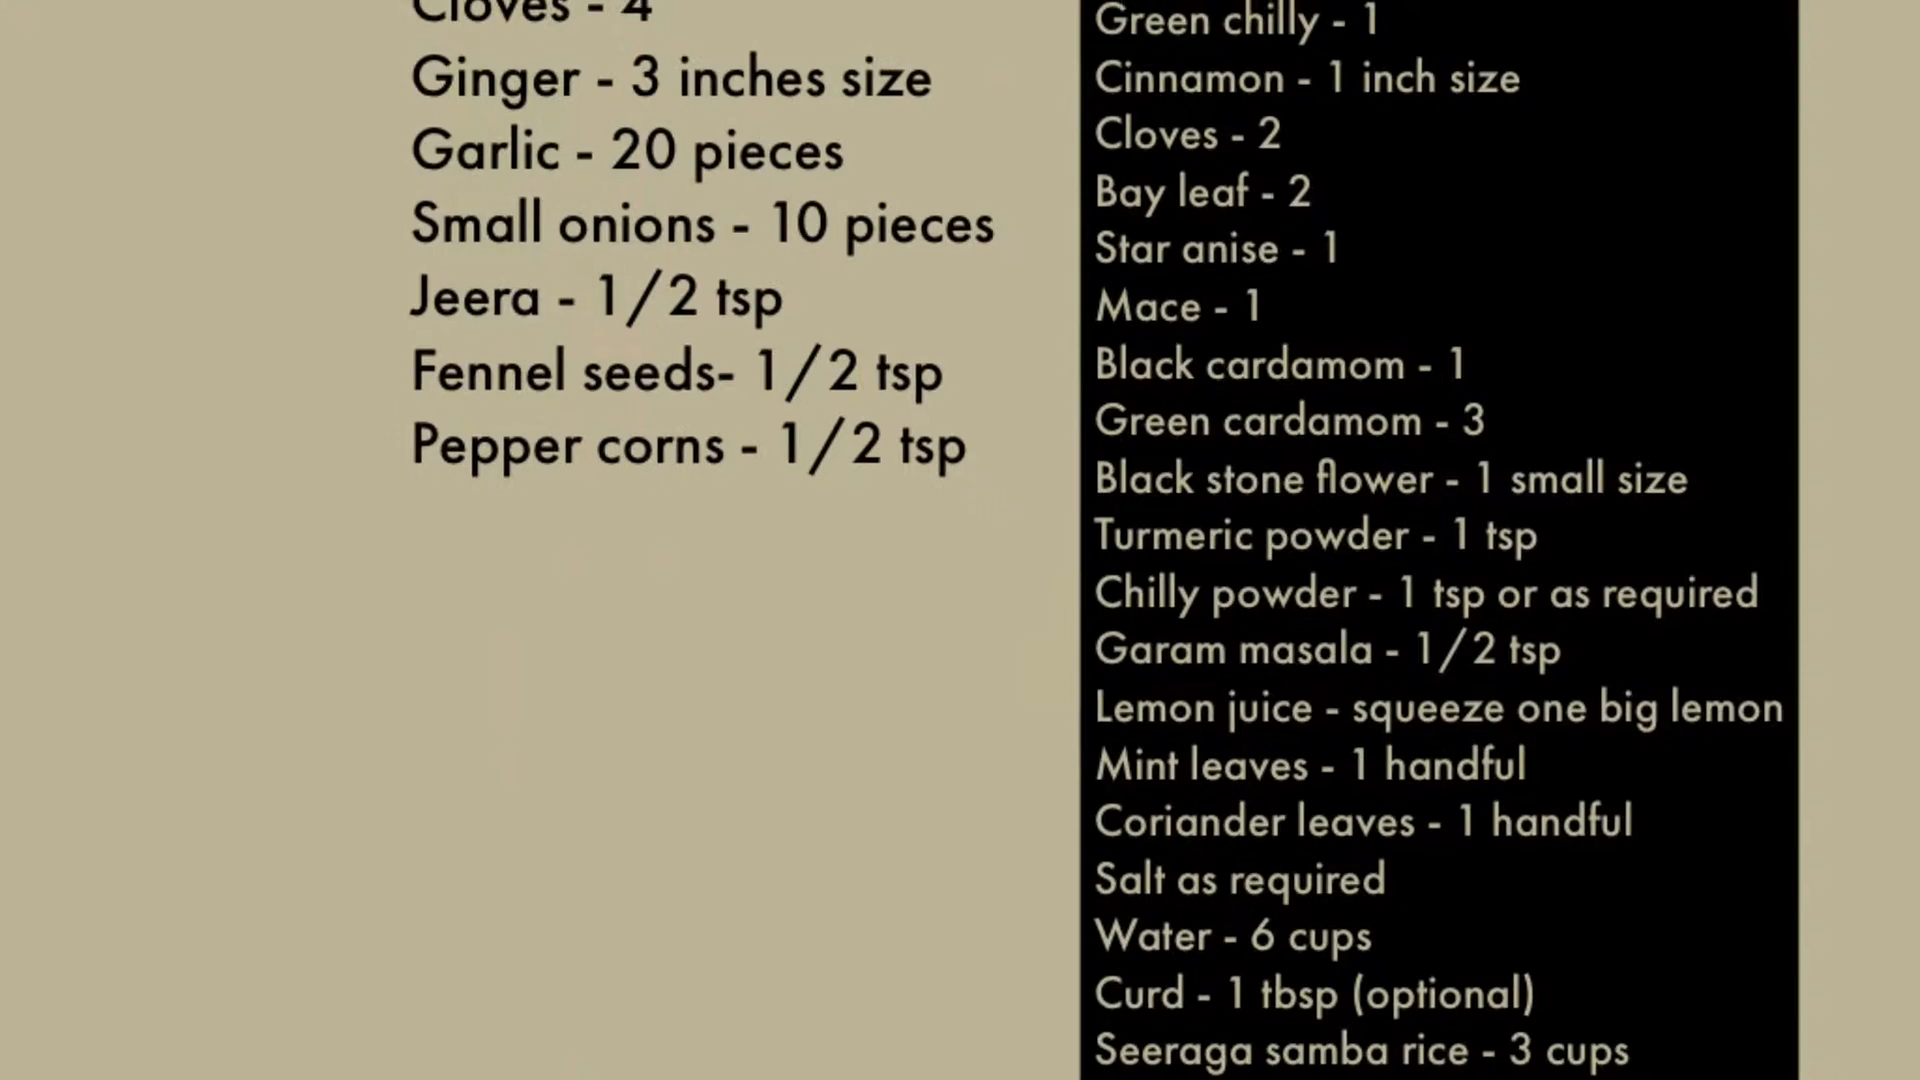 Cloves - 4
Ginger - 3 inches size
Garlic - 20 pieces
Small onions - 10 pieces
Jeera - 1/2 tsp
Fennel seeds- 1/2 tsp
Pepper corns - 1/2 tsp
Green chilly - 1
Cinnamon - 1 inch size
Cloves - 2
Bay leaf - 2
Star anise - 1
Mace - 1
Black cardamom - 1
Green cardamom - 3
Black stone flower - 1 small size
Turmeric powder - 1 tsp
Chilly powder - 1 tsp or as required
Garam masala - 1/2 tsp
Lemon juice - squeeze one big lemon
Mint leaves - 1 handful
Coriander leaves - 1 handful
Salt as required
Water - 6 cups
Curd - 1 tbsp (optional)
Seeraga samba rice - 3 cups